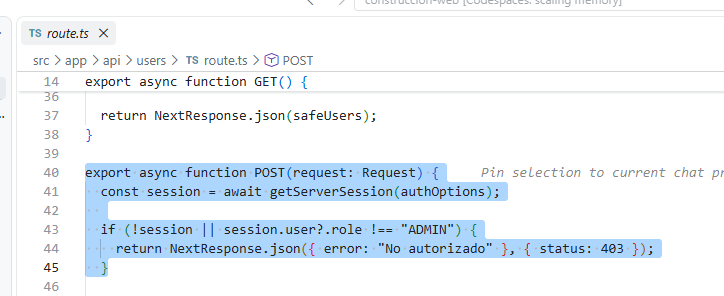 construccion-web [Codespaces: scaling memory]
TS route.ts ×
src > app > api > users > TS route.ts > POST
14 export async function GET() {
36
37 return NextResponse.json(safeUsers);
38 }
39
40 export async function POST(request: Request) { Pin selection to current chat pr
41 const session = await getServerSession(authOptions);
42
43 if (!session || session.user?.role !== "ADMIN") {
44 return NextResponse.json({ error: "No autorizado" }, { status: 403 });
45 }
46